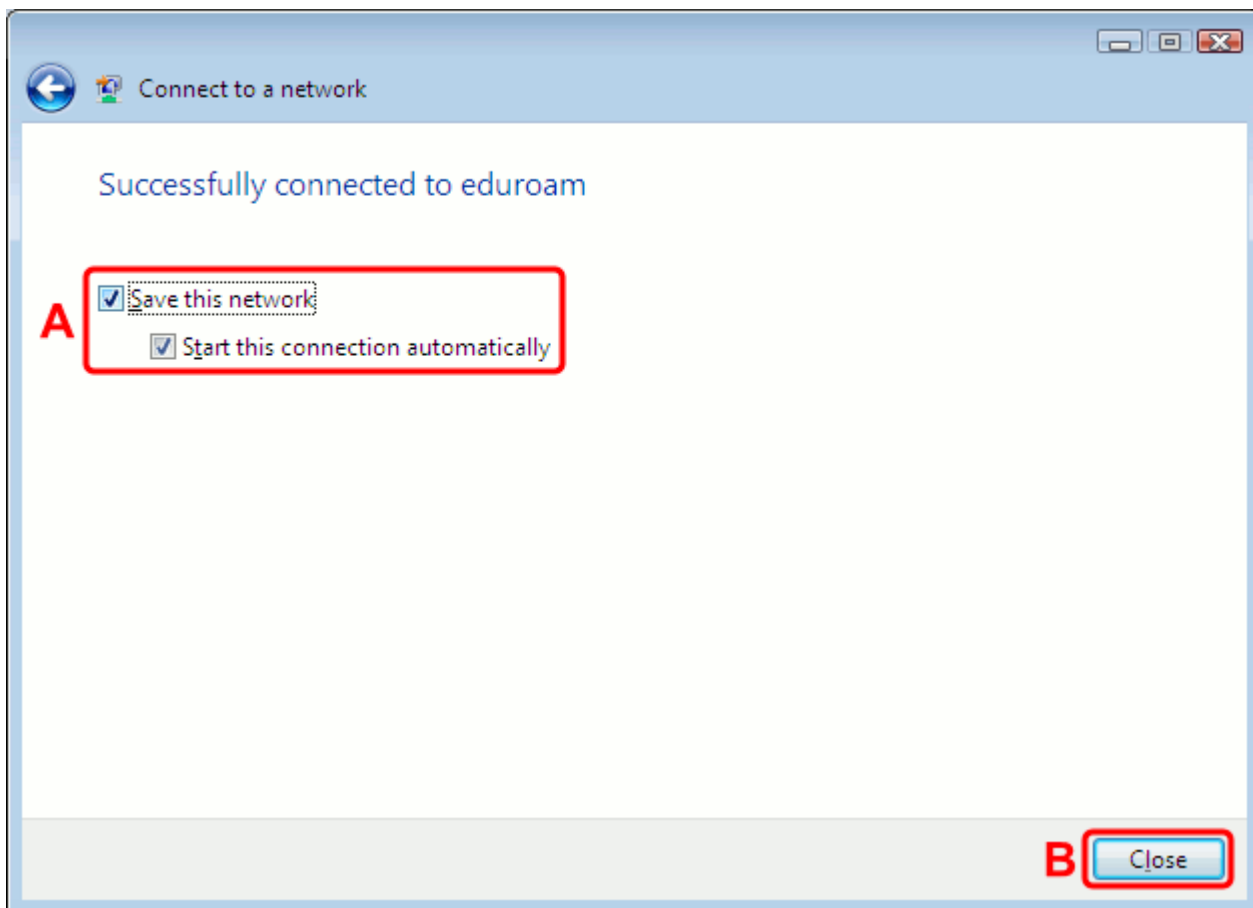 Connect to a network
Successfully connected to eduroam
A
Save this network
Start this connection automatically
B
Close